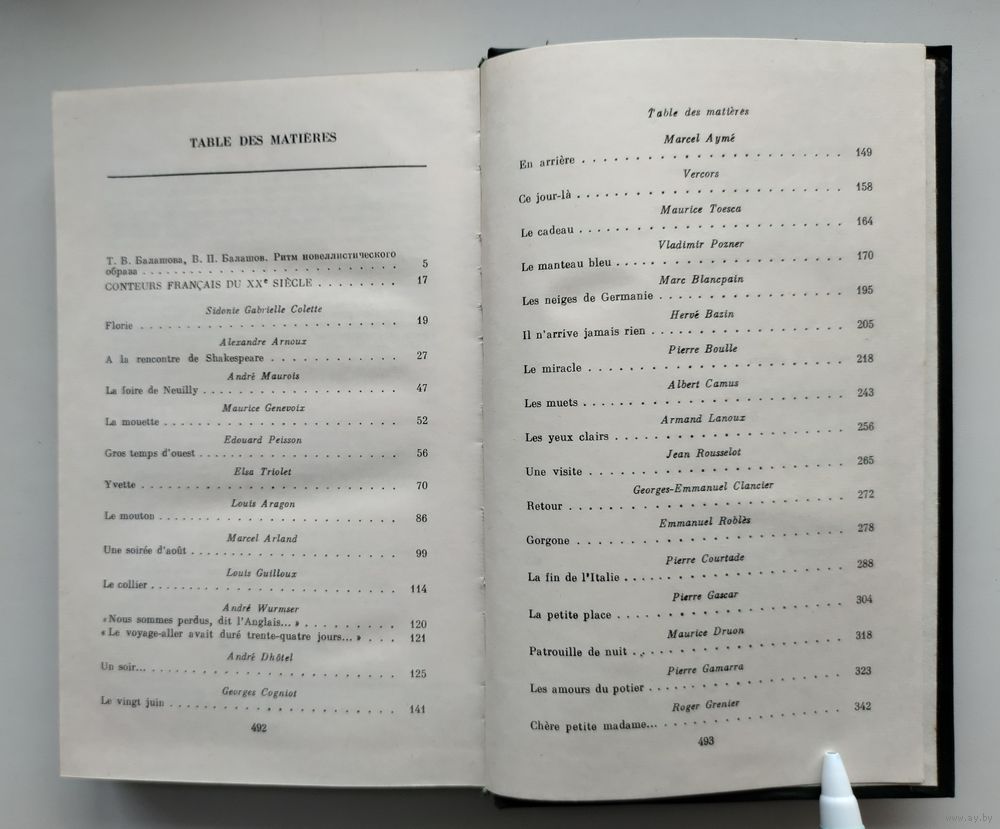 TABLE DES MATIÈRES
Т. В. Балашова, В. П. Балашов. Ритм новеллистического
образа . . . . . . . . . . . . . . . . . . . . 5
CONTEURS FRANÇAIS DU XXe SIÈCLE . . . . . . . . 17
Sidonie Gabrielle Colette
Florie . . . . . . . . . . . . . . . . . . . . 19
Alexandre Arnoux
A la rencontre de Shakespeare . . . . . . . . . . 27
André Maurois
La foire de Neuilly . . . . . . . . . . . . . . . 47
Maurice Genevoix
La mouette . . . . . . . . . . . . . . . . . . 52
Edouard Peisson
Gros temps d'ouest . . . . . . . . . . . . . . . 56
Elsa Triolet
Yvette . . . . . . . . . . . . . . . . . . . . 70
Louis Aragon
Le mouton . . . . . . . . . . . . . . . . . . 86
Marcel Arland
Une soirée d'août . . . . . . . . . . . . . . . . 99
Louis Guilloux
Le collier . . . . . . . . . . . . . . . . . . . 114
André Wurmser
«Nous sommes perdus, dit l'Anglais... » . . . . . . . 120
« Le voyage-aller avait duré trente-quatre jours... » . . . 121
André Dhôtel
Un soir... . . . . . . . . . . . . . . . . . . . 125
Georges Cogniot
Le vingt juin . . . . . . . . . . . . . . . . . . 141
492
Table des matières
Marcel Aymé
En arrière . . . . . . . . . . . . . . . . . . . 149
Vercors
Ce jour-là . . . . . . . . . . . . . . . . . . . 158
Maurice Toesca
Le cadeau . . . . . . . . . . . . . . . . . . . 164
Vladimir Pozner
Le manteau bleu . . . . . . . . . . . . . . . . . 170
Marc Blancpain
Les neiges de Germanie . . . . . . . . . . . . . . 195
Hervé Bazin
Il n'arrive jamais rien . . . . . . . . . . . . . . . 205
Pierre Boulle
Le miracle . . . . . . . . . . . . . . . . . . . 218
Albert Camus
Les muets . . . . . . . . . . . . . . . . . . . 243
Armand Lanoux
Les yeux clairs . . . . . . . . . . . . . . . . . 256
Jean Rousselot
Une visite . . . . . . . . . . . . . . . . . . . 265
Georges-Emmanuel Clancier
Retour . . . . . . . . . . . . . . . . . . . . 272
Emmanuel Roblès
Gorgone . . . . . . . . . . . . . . . . . . . . 278
Pierre Courtade
La fin de l'Italie . . . . . . . . . . . . . . . . . 288
Pierre Gascar
La petite place . . . . . . . . . . . . . . . . . 304
Maurice Druon
Patrouille de nuit . . . . . . . . . . . . . . . . 318
Pierre Gamarra
Les amours du potier . . . . . . . . . . . . . . . 323
Roger Grenier
Chère petite madame... . . . . . . . . . . . . . . 342
493
www.ay.by